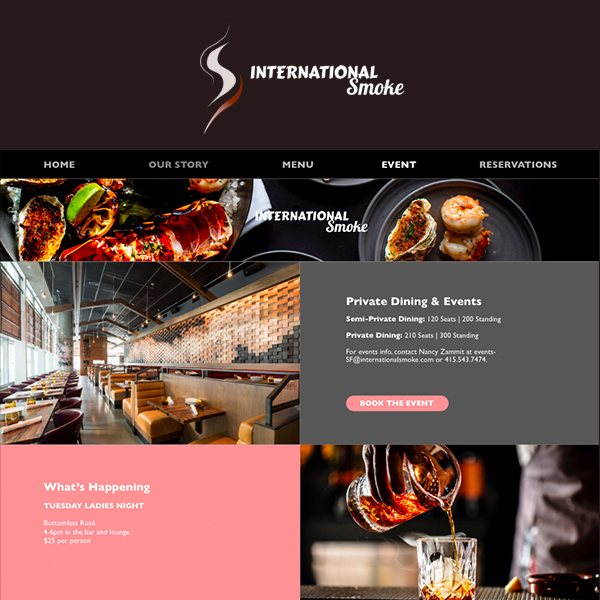 INTERNATIONAL
Smoke
HOME OUR STORY MENU EVENT RESERVATIONS
INTERNATIONAL
Smoke
Private Dining & Events
Semi-Private Dining: 120 Seats | 200 Standing
Private Dining: 210 Seats | 300 Standing
For events info, contact Nancy Zammit at events-
SF@internationalsmoke.com or 415.543.7474.
BOOK THE EVENT
What's Happening
TUESDAY LADIES NIGHT
Bottomless Rosé
4-6pm in the bar and lounge
$25 per person